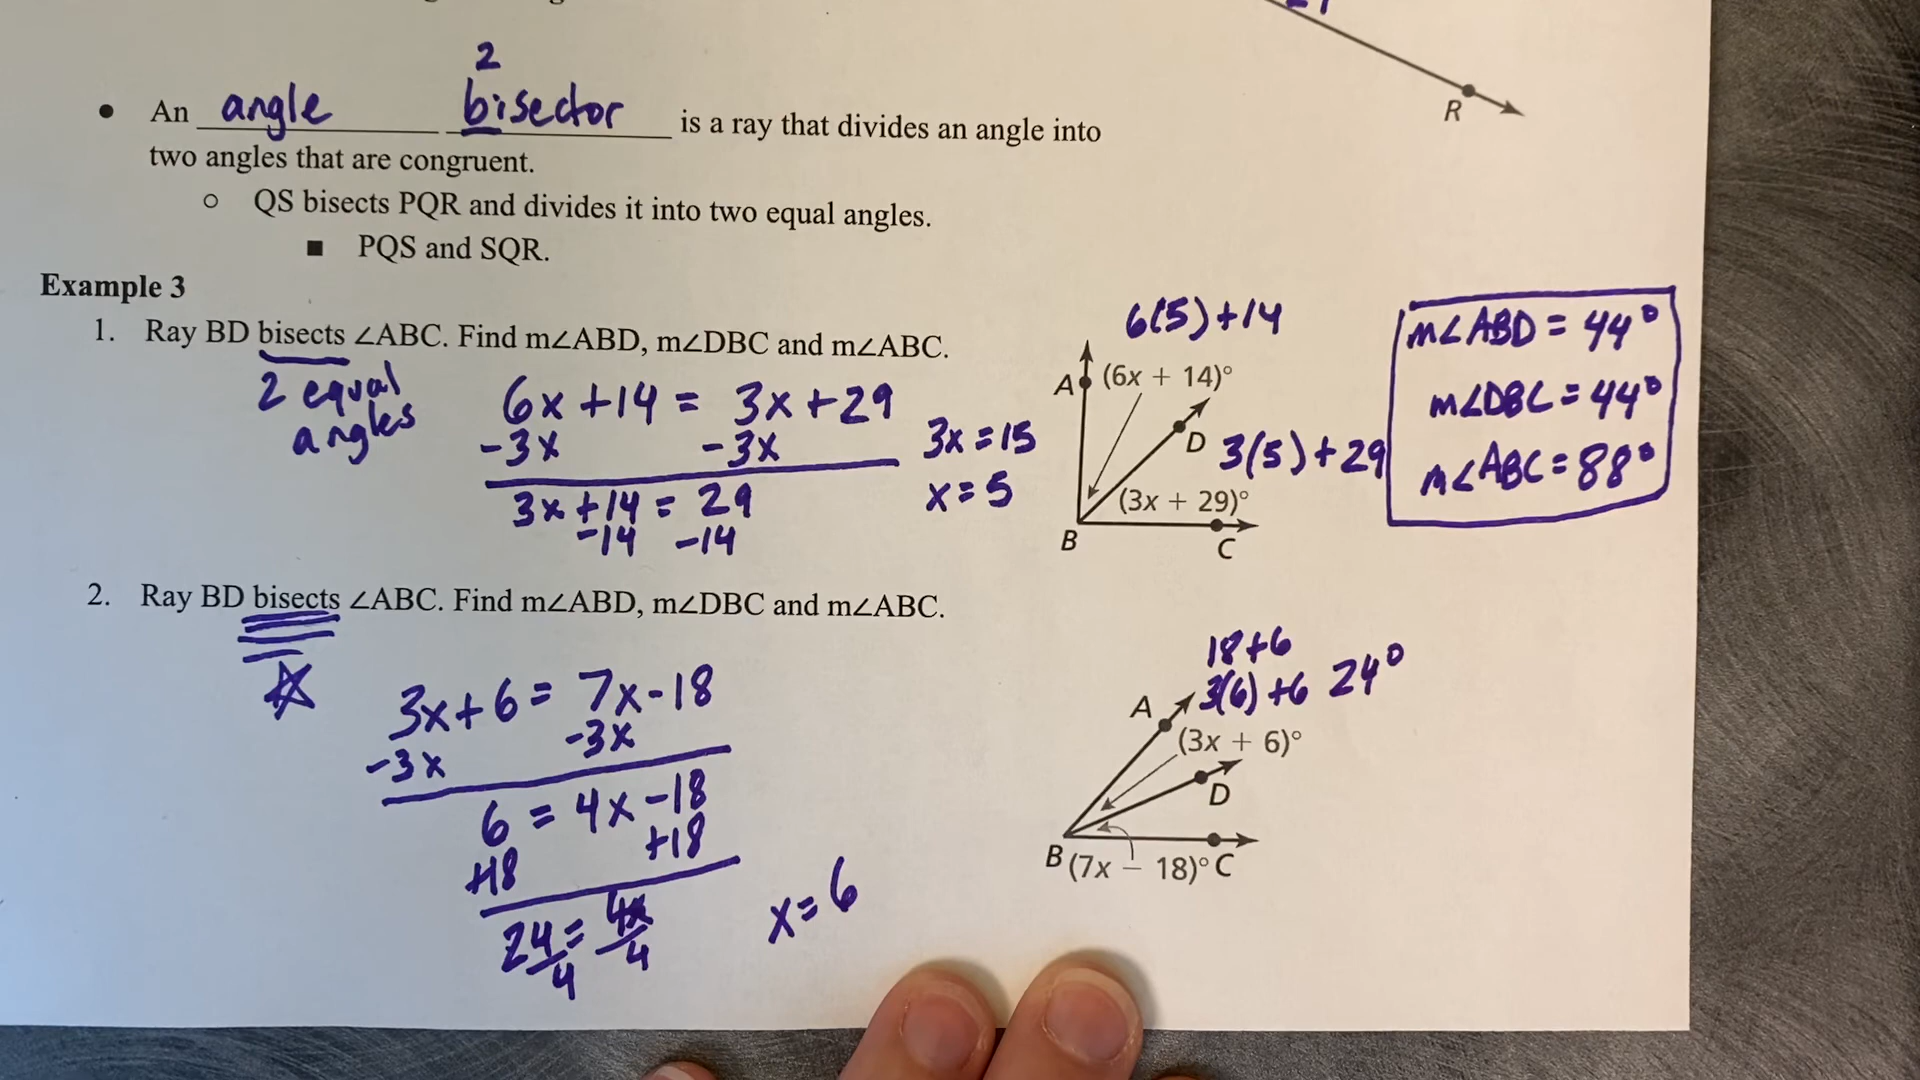 R
2
• An angle bisector is a ray that divides an angle into
two angles that are congruent.
○ QS bisects PQR and divides it into two equal angles.
■ PQS and SQR.
Example 3
1. Ray BD bisects ∠ABC. Find m∠ABD, m∠DBC and m∠ABC.
2 equal
angles
6x + 14 = 3x + 29
-3x -3x
3x + 14 = 29
-14 -14
3x = 15
x = 5
6(5) + 14
A (6x + 14)°
D 3(5) + 29
(3x + 29)°
B C
m∠ABD = 44°
m∠DBC = 44°
m∠ABC = 88°
2. Ray BD bisects ∠ABC. Find m∠ABD, m∠DBC and m∠ABC.
3x + 6 = 7x - 18
-3x -3x
6 = 4x - 18
+18 +18
24/4 = 4x/4
x = 6
18 + 6
3(6) + 6 24°
A
(3x + 6)°
D
B (7x − 18)° C